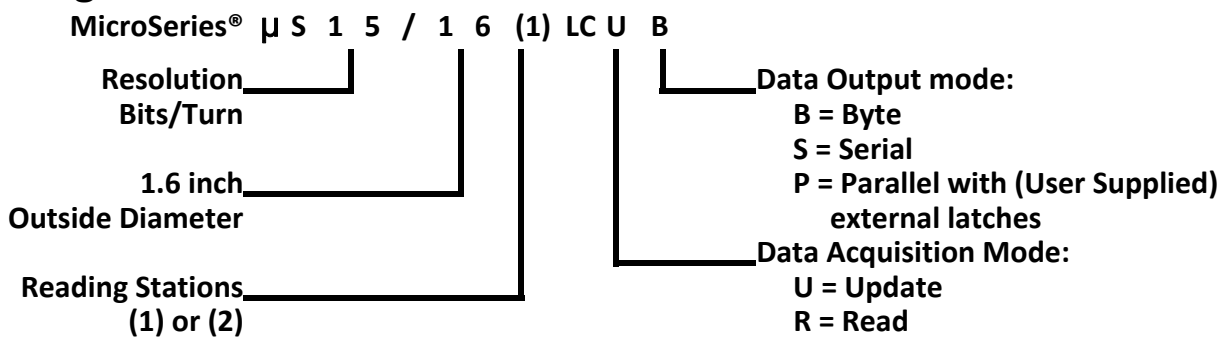 MicroSeries® μ S 1 5 / 1 6 (1) LC U B
Resolution
Bits/Turn
1.6 inch
Outside Diameter
Reading Stations
(1) or (2)
Data Output mode:
B = Byte
S = Serial
P = Parallel with (User Supplied)
external latches
Data Acquisition Mode:
U = Update
R = Read